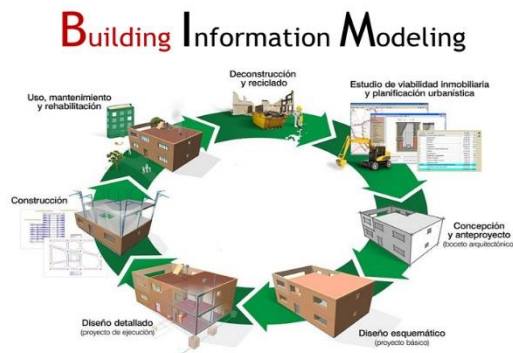 Building Information Modeling
Deconstrucción
y reciclado
Estudio de viabilidad inmobiliaria
y planificación urbanística
Uso, mantenimiento
y rehabilitación
Construcción
Concepción
y anteproyecto
(boceto arquitectónico)
Diseño detallado
(proyecto de ejecución)
Diseño esquemático
(proyecto básico)